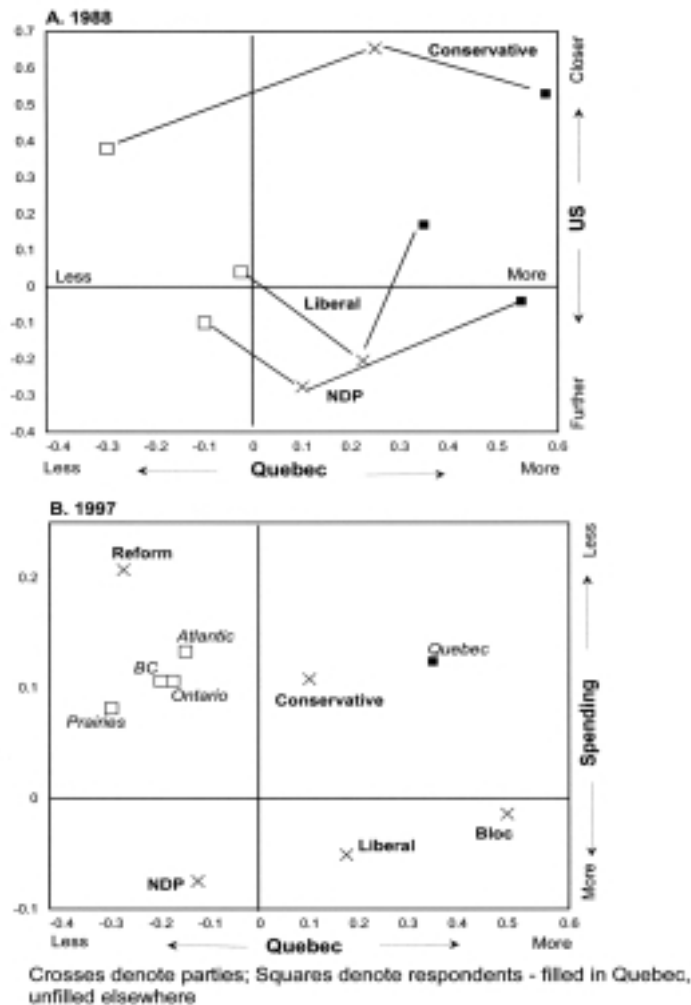 A. 1988
0.7
0.6
0.5
0.4
0.3
0.2
0.1
0
-0.1
-0.2
-0.3
-0.4
Conservative
Less
More
Liberal
NDP
Closer
US
Further
-0.4 -0.3 -0.2 -0.1 0 0.1 0.2 0.3 0.4 0.5 0.6
Less Quebec More
B. 1997
0.2
0.1
0
-0.1
Reform
Atlantic
BC
Ontario
Prairies
Quebec
Conservative
Liberal
Bloc
NDP
Less
Spending
More
-0.4 -0.3 -0.2 -0.1 0 0.1 0.2 0.3 0.4 0.5 0.6
Less Quebec More
Crosses denote parties; Squares denote respondents - filled in Quebec,
unfilled elsewhere